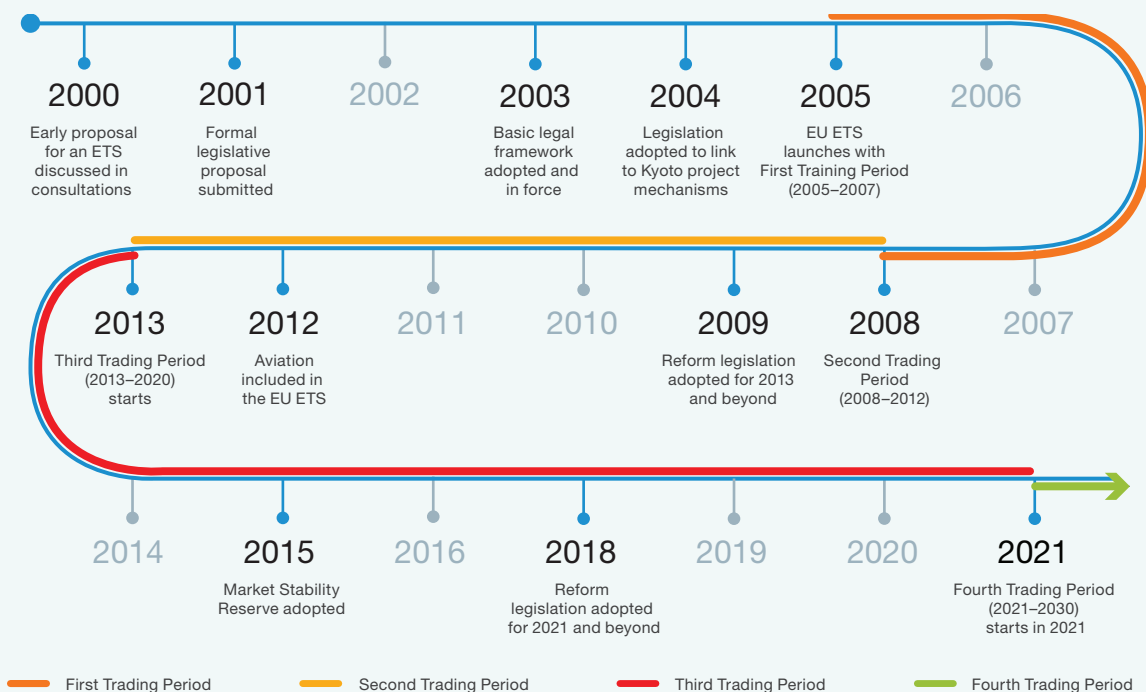 2000
Early proposal
for an ETS
discussed in
consultations
2001
Formal
legislative
proposal
submitted
2002
2003
Basic legal
framework
adopted and
in force
2004
Legislation
adopted to link
to Kyoto project
mechanisms
2005
EU ETS
launches with
First Training Period
(2005–2007)
2006
2013
Third Trading Period
(2013–2020)
starts
2012
Aviation
included in
the EU ETS
2011
2010
2009
Reform legislation
adopted for 2013
and beyond
2008
Second Trading
Period
(2008–2012)
2007
2014
2015
Market Stability
Reserve adopted
2016
2018
Reform
legislation adopted
for 2021 and beyond
2019
2020
2021
Fourth Trading Period
(2021–2030)
starts in 2021
First Trading Period
Second Trading Period
Third Trading Period
Fourth Trading Period